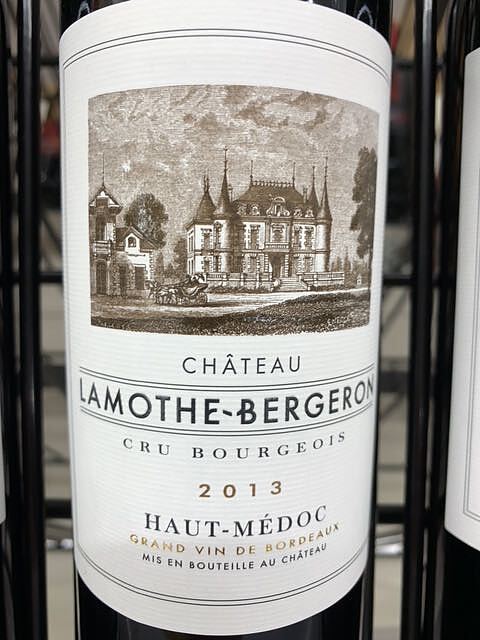 CHÂTEAU
LAMOTHE-BERGERON
CRU BOURGEOIS
2013
HAUT-MÉDOC
GRAND VIN DE BORDEAUX
MIS EN BOUTEILLE AU CHÂTEAU